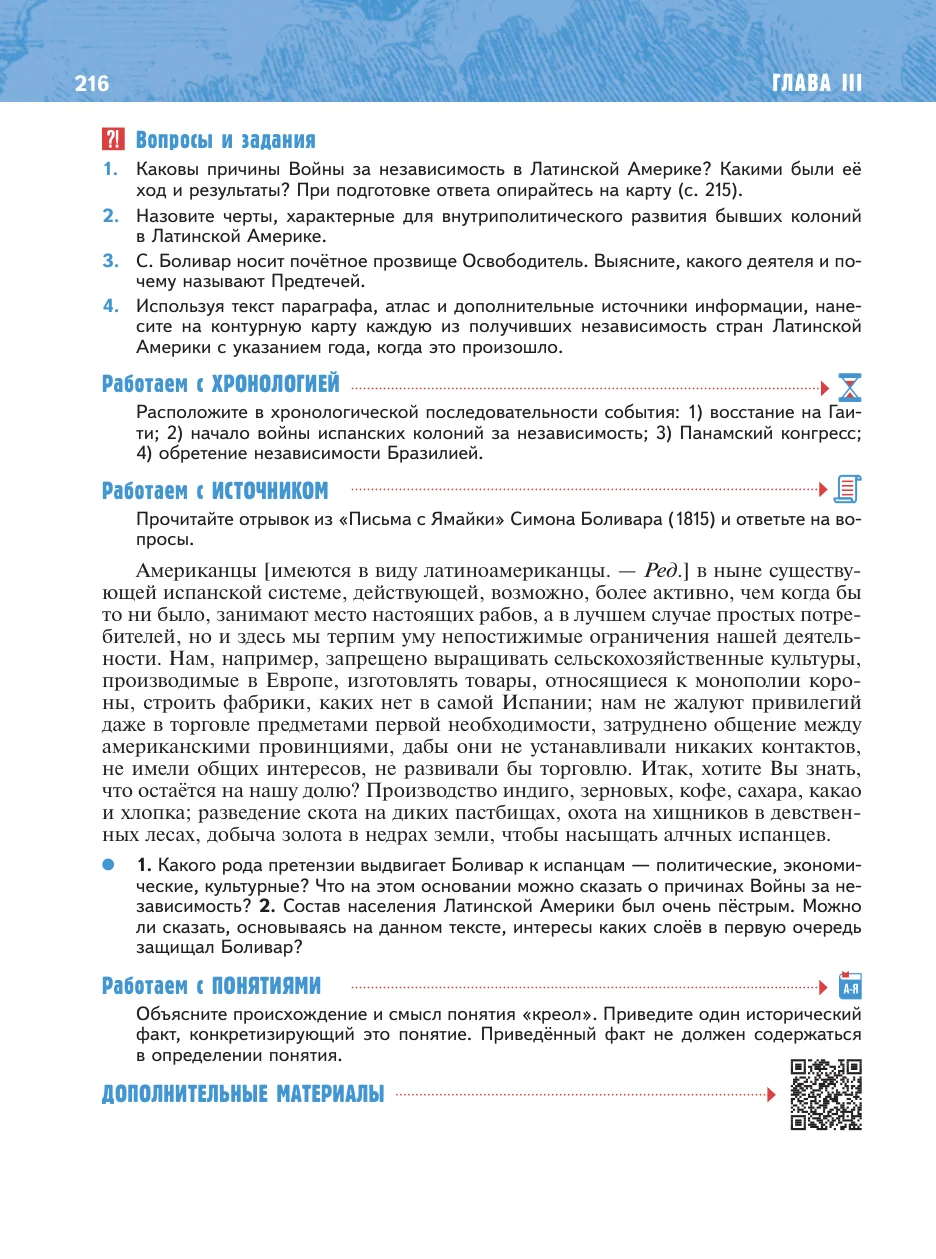 216
ГЛАВА III
?! Вопросы и задания
1. Каковы причины Войны за независимость в Латинской Америке? Какими были её
ход и результаты? При подготовке ответа опирайтесь на карту (с. 215).
2. Назовите черты, характерные для внутриполитического развития бывших колоний
в Латинской Америке.
3. С. Боливар носит почётное прозвище Освободитель. Выясните, какого деятеля и по-
чему называют Предтечей.
4. Используя текст параграфа, атлас и дополнительные источники информации, нане-
сите на контурную карту каждую из получивших независимость стран Латинской
Америки с указанием года, когда это произошло.
Работаем с ХРОНОЛОГИЕЙ
Расположите в хронологической последовательности события: 1) восстание на Гаи-
ти; 2) начало войны испанских колоний за независимость; 3) Панамский конгресс;
4) обретение независимости Бразилией.
Работаем с ИСТОЧНИКОМ
Прочитайте отрывок из «Письма с Ямайки» Симона Боливара (1815) и ответьте на во-
просы.
Американцы [имеются в виду латиноамериканцы. — Ред.] в ныне существу-
ющей испанской системе, действующей, возможно, более активно, чем когда бы
то ни было, занимают место настоящих рабов, а в лучшем случае простых потре-
бителей, но и здесь мы терпим уму непостижимые ограничения нашей деятель-
ности. Нам, например, запрещено выращивать сельскохозяйственные культуры,
производимые в Европе, изготовлять товары, относящиеся к монополии коро-
ны, строить фабрики, каких нет в самой Испании; нам не жалуют привилегий
даже в торговле предметами первой необходимости, затруднено общение между
американскими провинциями, дабы они не устанавливали никаких контактов,
не имели общих интересов, не развивали бы торговлю. Итак, хотите Вы знать,
что остаётся на нашу долю? Производство индиго, зерновых, кофе, сахара, какао
и хлопка; разведение скота на диких пастбищах, охота на хищников в девствен-
ных лесах, добыча золота в недрах земли, чтобы насыщать алчных испанцев.
● 1. Какого рода претензии выдвигает Боливар к испанцам — политические, экономи-
ческие, культурные? Что на этом основании можно сказать о причинах Войны за не-
зависимость? 2. Состав населения Латинской Америки был очень пёстрым. Можно
ли сказать, основываясь на данном тексте, интересы каких слоёв в первую очередь
защищал Боливар?
Работаем с ПОНЯТИЯМИ
А-Я
Объясните происхождение и смысл понятия «креол». Приведите один исторический
факт, конкретизирующий это понятие. Приведённый факт не должен содержаться
в определении понятия.
ДОПОЛНИТЕЛЬНЫЕ МАТЕРИАЛЫ